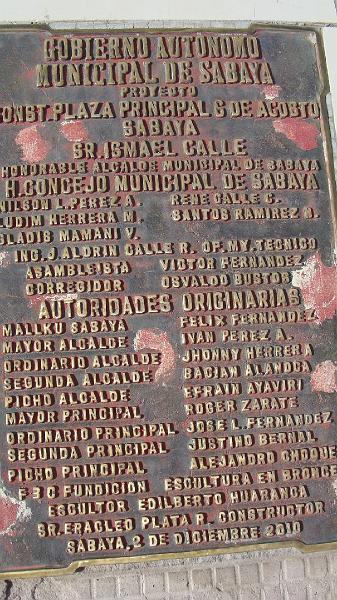 GOBIERNO AUTONOMO
MUNICIPAL DE SABAYA
PROYECTO
CONST. PLAZA PRINCIPAL 6 DE AGOSTO
SABAYA
SR. ISMAEL CALLE
HONORABLE ALCALDE MUNICIPAL DE SABAYA
H. CONCEJO MUNICIPAL DE SABAYA
WILSON L. PEREZ A. RENE CALLE C.
LUDIM HERRERA M. SANTOS RAMIREZ B.
GLADIS MAMANI V.
ING. J. ALDRIN CALLE R. OF. MY. TECNICO
ASAMBLEISTA VICTOR FERNANDEZ
CORREGIDOR OSVALDO BUSTOS
AUTORIDADES ORIGINARIAS
MALLKU SABAYA FELIX FERNANDEZ
MAYOR ALCALDE IVAN PEREZ A.
ORDINARIO ALCALDE JHONNY HERRERA
SEGUNDA ALCALDE BACIAN ALANOCA
PICHO ALCALDE EFRAIN AYAVIRI
MAYOR PRINCIPAL ROGER ZARATE
ORDINARIO PRINCIPAL JOSE L. FERNANDEZ
SEGUNDA PRINCIPAL JUSTINO BERNAL
PICHO PRINCIPAL ALEJANDRO CHOQUE
FUNDICION ESCULTURA EN BRONCE
ESCULTOR EDILBERTO HUARANCA
SR. ERACLEO PLATA R. CONSTRUCTOR
SABAYA, 2 DE DICIEMBRE 2010